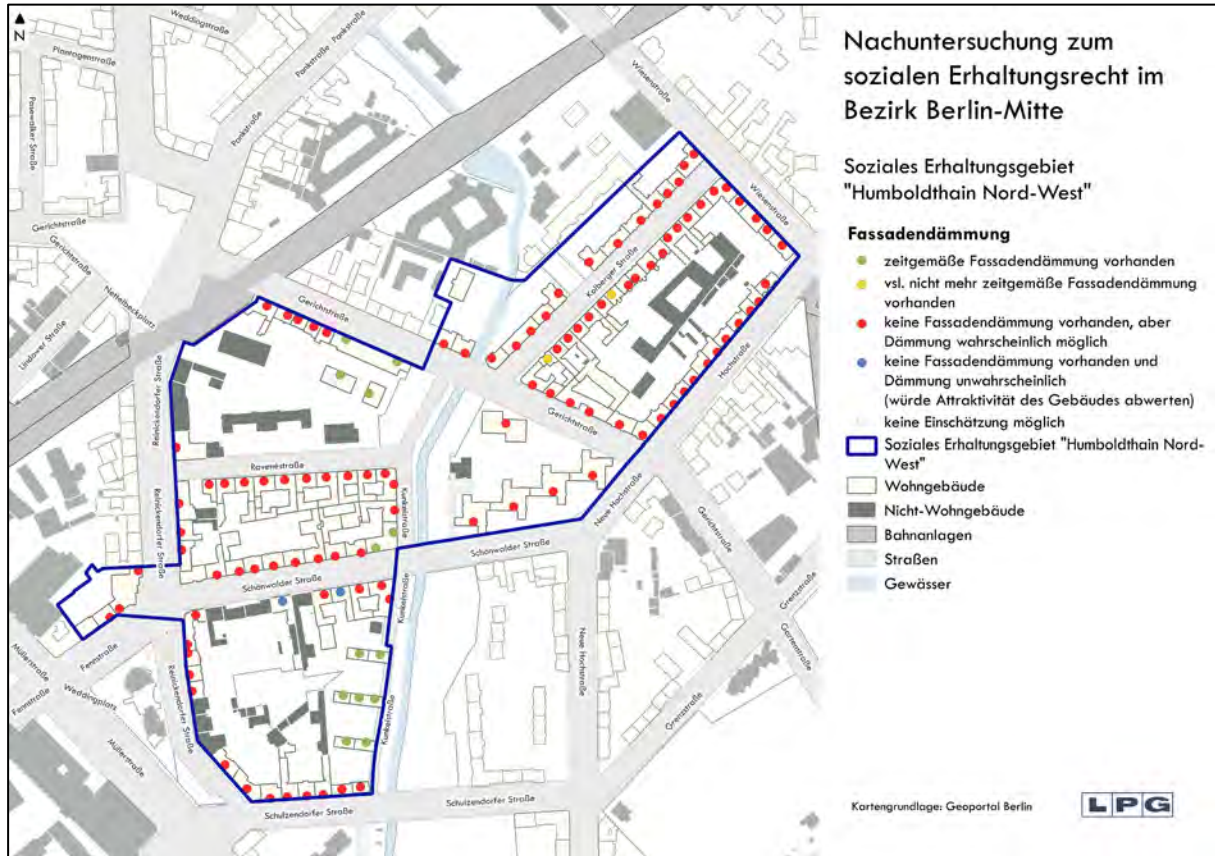 Nachuntersuchung zum
sozialen Erhaltungsrecht im
Bezirk Berlin-Mitte
Soziales Erhaltungsgebiet
"Humboldthain Nord-West"
Fassadendämmung
zeitgemäße Fassadendämmung vorhanden
vsl. nicht mehr zeitgemäße Fassadendämmung
vorhanden
keine Fassadendämmung vorhanden, aber
Dämmung wahrscheinlich möglich
keine Fassadendämmung vorhanden und
Dämmung unwahrscheinlich
(würde Attraktivität des Gebäudes abwerten)
keine Einschätzung möglich
Soziales Erhaltungsgebiet "Humboldthain Nord-
West"
Wohngebäude
Nicht-Wohngebäude
Bahnanlagen
Straßen
Gewässer
Kartengrundlage: Geoportal Berlin
LPG
N
Weddingstraße
Plantagenstraße
Pankstraße
Pankstraße
Pankstraße
Pasewalker Straße
Wiesenstraße
Wiesenstraße
Gerichtstraße
Gerichtstraße
Nettelbeckplatz
Lindower Straße
Gerichtstraße
Kolberger Straße
Hochstraße
Reinickendorfer Straße
Gerichtstraße
Ravenéstraße
Kunkelstraße
Reinickendorfer Straße
Neue Hochstraße
Gerichtstraße
Schönwalder Straße
Schönwalder Straße
Kunkelstraße
Grenzstraße
Gartenstraße
Müllerstraße
Fennstraße
Fennstraße
Weddingplatz
Reinickendorfer Straße
Neue Hochstraße
Grenzstraße
Kunkelstraße
Müllerstraße
Schulzendorfer Straße
Schulzendorfer Straße